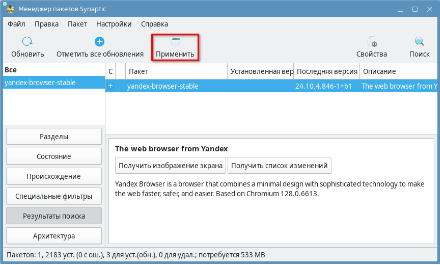 Менеджер пакетов Synaptic
Файл Правка Пакет Настройки Справка
Обновить Отметить все обновления Применить Свойства Поиск
Все
yandex-browser-stable
С Пакет Установленная вер Последняя версия Описание
yandex-browser-stable 24.10.4.846-1+b1 The web browser from Y
Разделы
Состояние
Происхождение
Специальные фильтры
Результаты поиска
Архитектура
The web browser from Yandex
Получить изображение экрана Получить список изменений
Yandex Browser is a browser that combines a minimal design with sophisticated technology to make
the web faster, safer, and easier. Based on Chromium 128.0.6613.
Пакетов: 1, 2183 уст. (0 с ош.), 3 для уст.(обн.), 0 для удал.; потребуется 533 MB